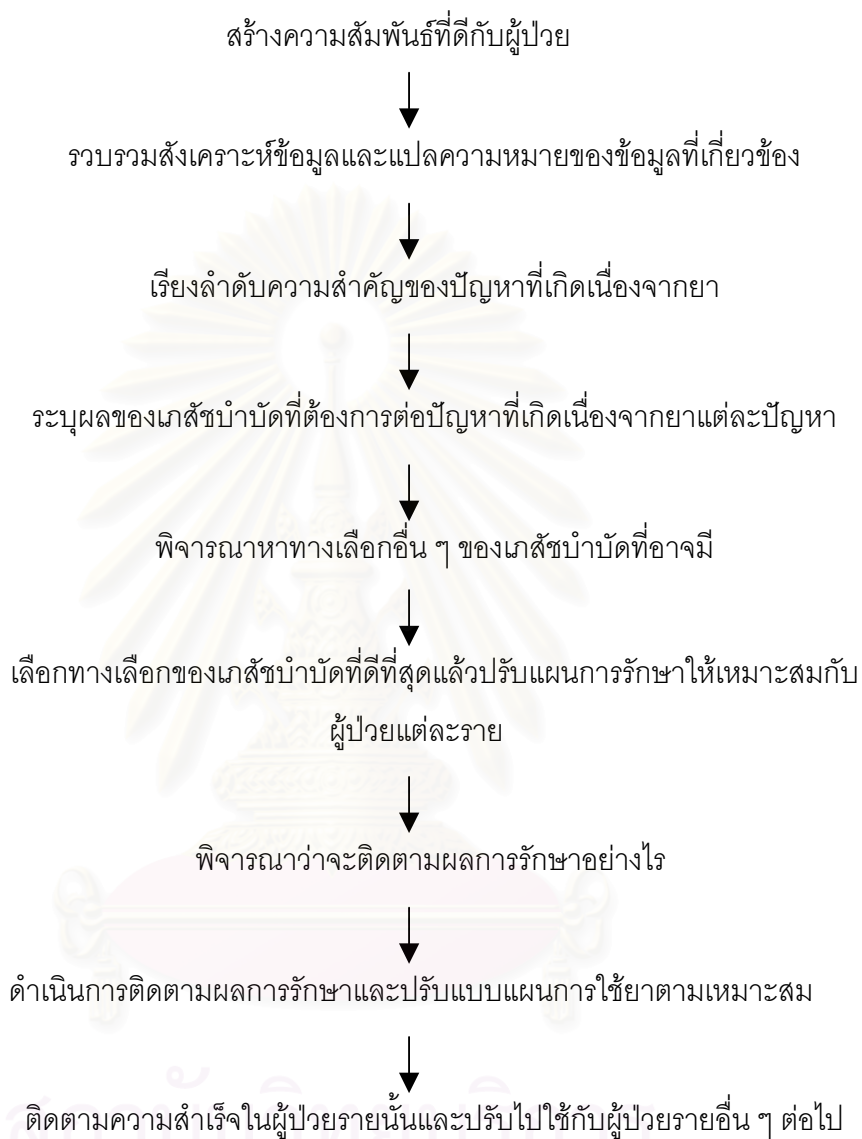 สร้างความสัมพันธ์ที่ดีกับผู้ป่วย
รวบรวมสังเคราะห์ข้อมูลและแปลความหมายของข้อมูลที่เกี่ยวข้อง
เรียงลำดับความสำคัญของปัญหาที่เกิดเนื่องจากยา
ระบุผลของเภสัชบำบัดที่ต้องการต่อปัญหาที่เกิดเนื่องจากยาแต่ละปัญหา
พิจารณาหาทางเลือกอื่น ๆ ของเภสัชบำบัดที่อาจมี
เลือกทางเลือกของเภสัชบำบัดที่ดีที่สุดแล้วปรับแผนการรักษาให้เหมาะสมกับ
ผู้ป่วยแต่ละราย
พิจารณาว่าจะติดตามผลการรักษาอย่างไร
ดำเนินการติดตามผลการรักษาและปรับแบบแผนการใช้ยาตามเหมาะสม
ติดตามความสำเร็จในผู้ป่วยรายนั้นและปรับไปใช้กับผู้ป่วยรายอื่น ๆ ต่อไป